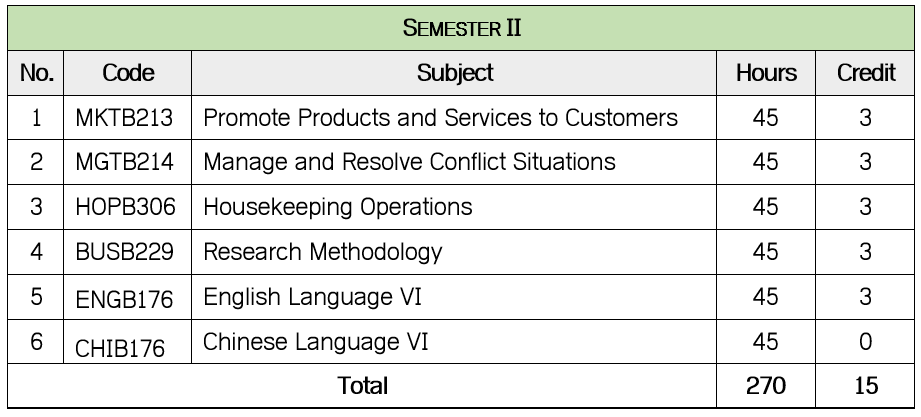 SEMESTER II
No. Code Subject Hours Credit
1 MKTB213 Promote Products and Services to Customers 45 3
2 MGTB214 Manage and Resolve Conflict Situations 45 3
3 HOPB306 Housekeeping Operations 45 3
4 BUSB229 Research Methodology 45 3
5 ENGB176 English Language VI 45 3
6 CHIB176 Chinese Language VI 45 0
Total 270 15